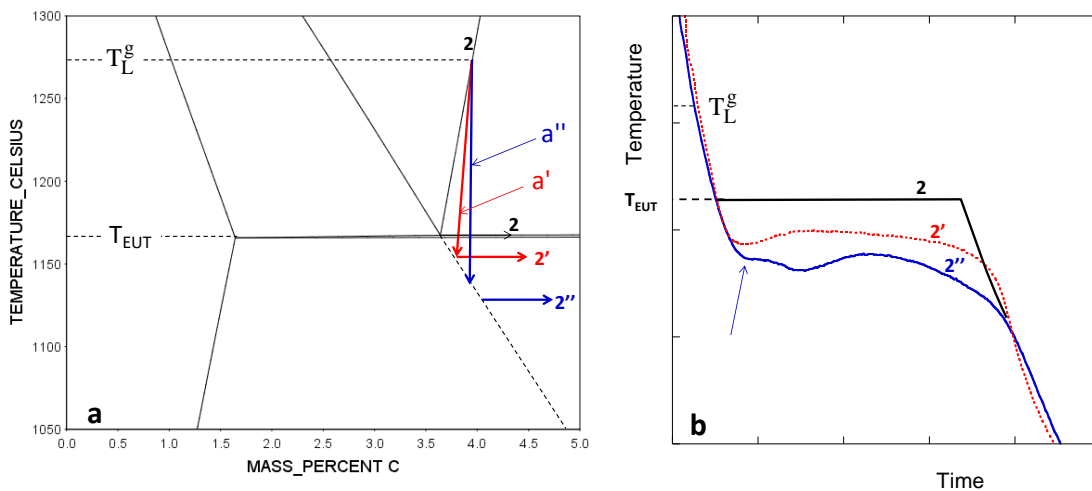 1300
1250
1200
1150
1100
1050
TEMPERATURE_CELSIUS
T_L^g
2
a''
a'
T_EUT
2
2'
2''
a
0.0 0.5 1.0 1.5 2.0 2.5 3.0 3.5 4.0 4.5 5.0
MASS_PERCENT C
Temperature
T_L^g
T_EUT
2
2'
2''
b
Time